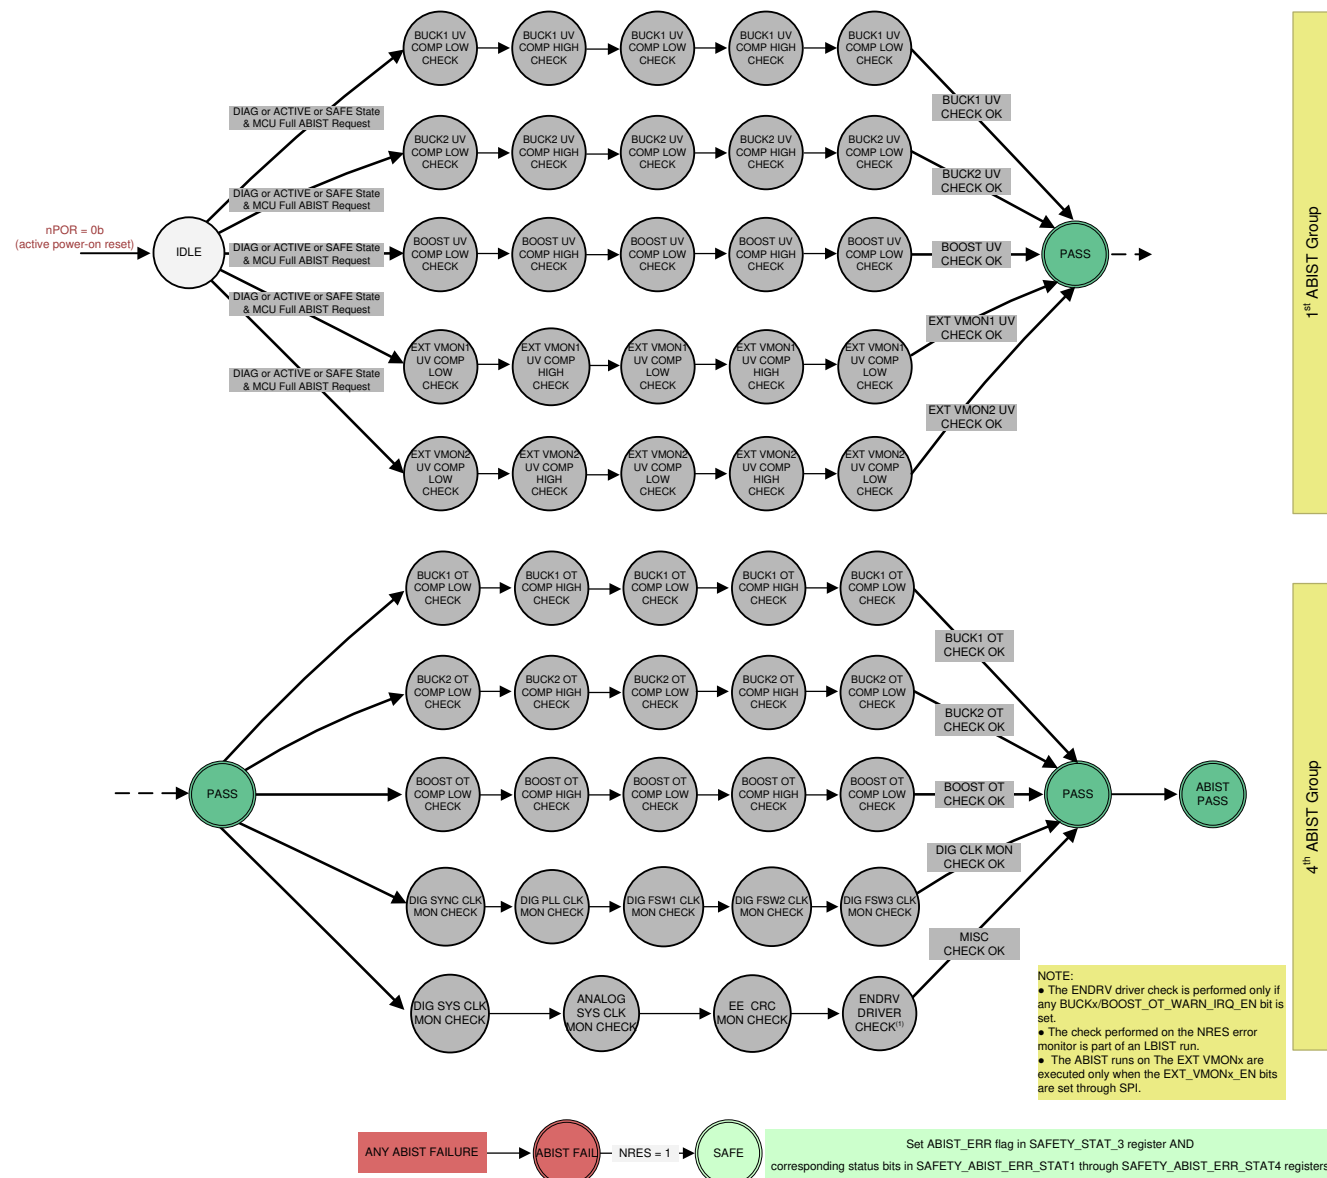 BUCK1 UV
COMP LOW
CHECK
BUCK1 UV
COMP HIGH
CHECK
BUCK1 UV
COMP LOW
CHECK
BUCK1 UV
COMP HIGH
CHECK
BUCK1 UV
COMP LOW
CHECK
DIAG or ACTIVE or SAFE State
& MCU Full ABIST Request
BUCK1 UV
CHECK OK
BUCK2 UV
COMP LOW
CHECK
BUCK2 UV
COMP HIGH
CHECK
BUCK2 UV
COMP LOW
CHECK
BUCK2 UV
COMP HIGH
CHECK
BUCK2 UV
COMP LOW
CHECK
DIAG or ACTIVE or SAFE State
& MCU Full ABIST Request
BUCK2 UV
CHECK OK
nPOR = 0b
(active power-on reset)
IDLE
DIAG or ACTIVE or SAFE State
& MCU Full ABIST Request
BOOST UV
COMP LOW
CHECK
BOOST UV
COMP HIGH
CHECK
BOOST UV
COMP LOW
CHECK
BOOST UV
COMP HIGH
CHECK
BOOST UV
COMP LOW
CHECK
BOOST UV
CHECK OK
PASS
1st ABIST Group
DIAG or ACTIVE or SAFE State
& MCU Full ABIST Request
EXT VMON1
UV COMP
LOW
CHECK
EXT VMON1
UV COMP
HIGH
CHECK
EXT VMON1
UV COMP
LOW
CHECK
EXT VMON1
UV COMP
HIGH
CHECK
EXT VMON1
UV COMP
LOW
CHECK
EXT VMON1 UV
CHECK OK
DIAG or ACTIVE or SAFE State
& MCU Full ABIST Request
EXT VMON2
UV COMP
LOW
CHECK
EXT VMON2
UV COMP
HIGH
CHECK
EXT VMON2
UV COMP
LOW
CHECK
EXT VMON2
UV COMP
HIGH
CHECK
EXT VMON2
UV COMP
LOW
CHECK
EXT VMON2 UV
CHECK OK
BUCK1 OT
COMP LOW
CHECK
BUCK1 OT
COMP HIGH
CHECK
BUCK1 OT
COMP LOW
CHECK
BUCK1 OT
COMP HIGH
CHECK
BUCK1 OT
COMP LOW
CHECK
BUCK1 OT
CHECK OK
BUCK2 OT
COMP LOW
CHECK
BUCK2 OT
COMP HIGH
CHECK
BUCK2 OT
COMP LOW
CHECK
BUCK2 OT
COMP HIGH
CHECK
BUCK2 OT
COMP LOW
CHECK
BUCK2 OT
CHECK OK
PASS
BOOST OT
COMP LOW
CHECK
BOOST OT
COMP HIGH
CHECK
BOOST OT
COMP LOW
CHECK
BOOST OT
COMP HIGH
CHECK
BOOST OT
COMP LOW
CHECK
BOOST OT
CHECK OK
PASS
ABIST
PASS
4th ABIST Group
DIG SYNC CLK
MON CHECK
DIG PLL CLK
MON CHECK
DIG FSW1 CLK
MON CHECK
DIG FSW2 CLK
MON CHECK
DIG FSW3 CLK
MON CHECK
DIG CLK MON
CHECK OK
DIG SYS CLK
MON CHECK
ANALOG
SYS CLK
MON CHECK
EE CRC
MON CHECK
ENDRV
DRIVER
CHECK(1)
MISC
CHECK OK
NOTE:
● The ENDRV driver check is performed only if
any BUCKx/BOOST_OT_WARN_IRQ_EN bit is
set.
● The check performed on the NRES error
monitor is part of an LBIST run.
● The ABIST runs on The EXT VMONx are
executed only when the EXT_VMONx_EN bits
are set through SPI.
ANY ABIST FAILURE
ABIST FAIL
NRES = 1
SAFE
Set ABIST_ERR flag in SAFETY_STAT_3 register AND
corresponding status bits in SAFETY_ABIST_ERR_STAT1 through SAFETY_ABIST_ERR_STAT4 registers